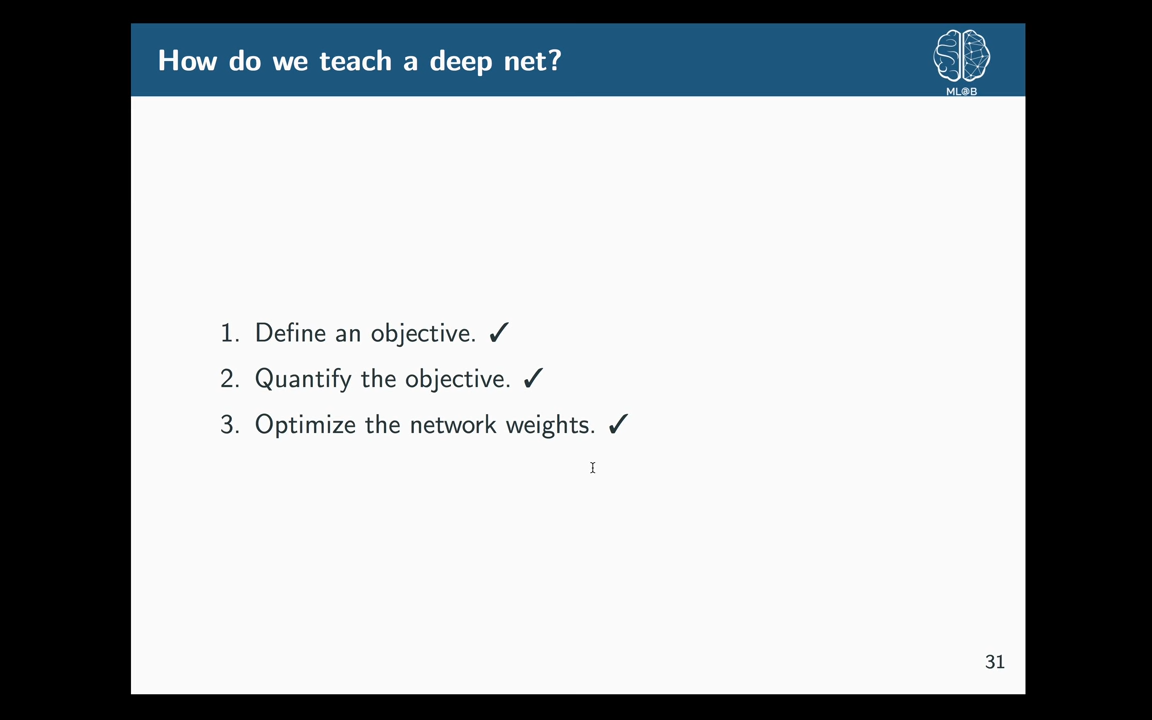 How do we teach a deep net?
ML@B
1. Define an objective. ✓
2. Quantify the objective. ✓
3. Optimize the network weights. ✓
31